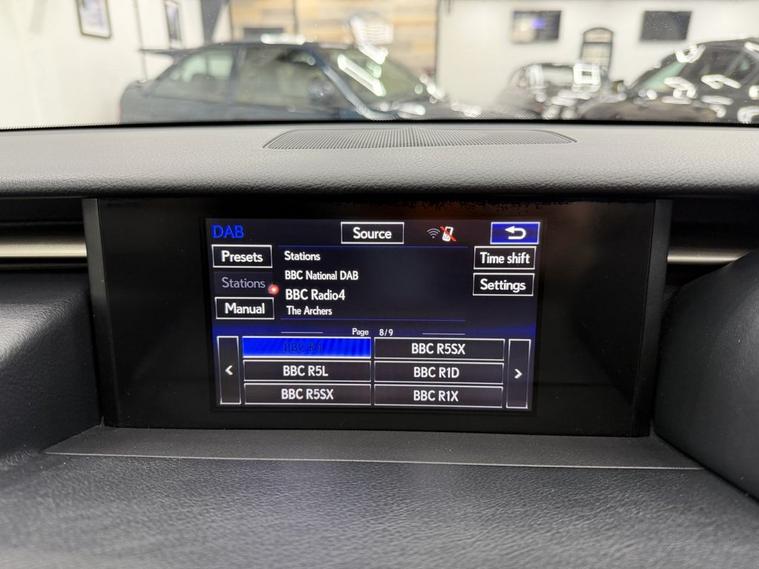 DAB
Source
Presets
Stations
Time shift
Stations
BBC National DAB
Settings
BBC Radio4
Manual
The Archers
Page 8/9
BBC R5SX
BBC R5L
BBC R1D
BBC R5SX
BBC R1X